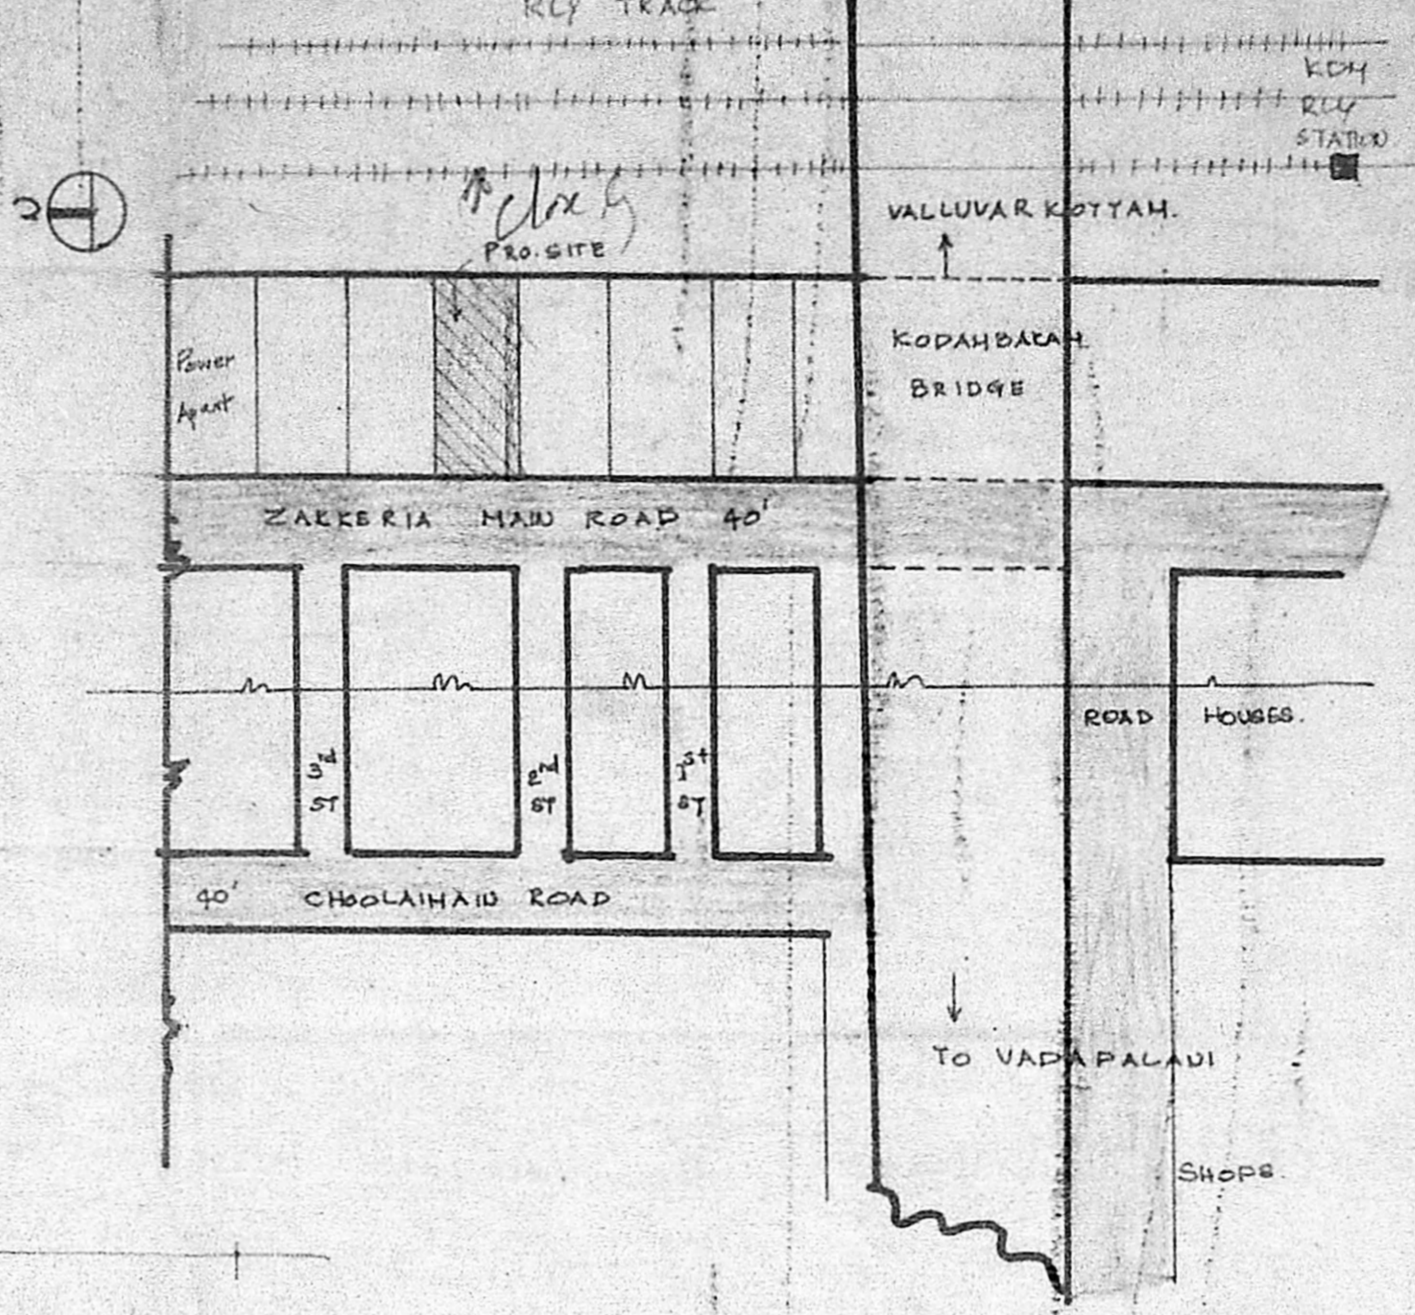 RLY TRACK
KDM
RLY
STATION
N
VALLUVAR KOTTAM.
PRO. SITE
KODAMBAKAM
BRIDGE
Power
Apart
ZAKKERIA MAIN ROAD 40'
ROAD
HOUSES.
3rd
ST
2nd
ST
1st
ST
40' CHOOLAIMAIN ROAD
TO VADAPALANI
SHOPS.